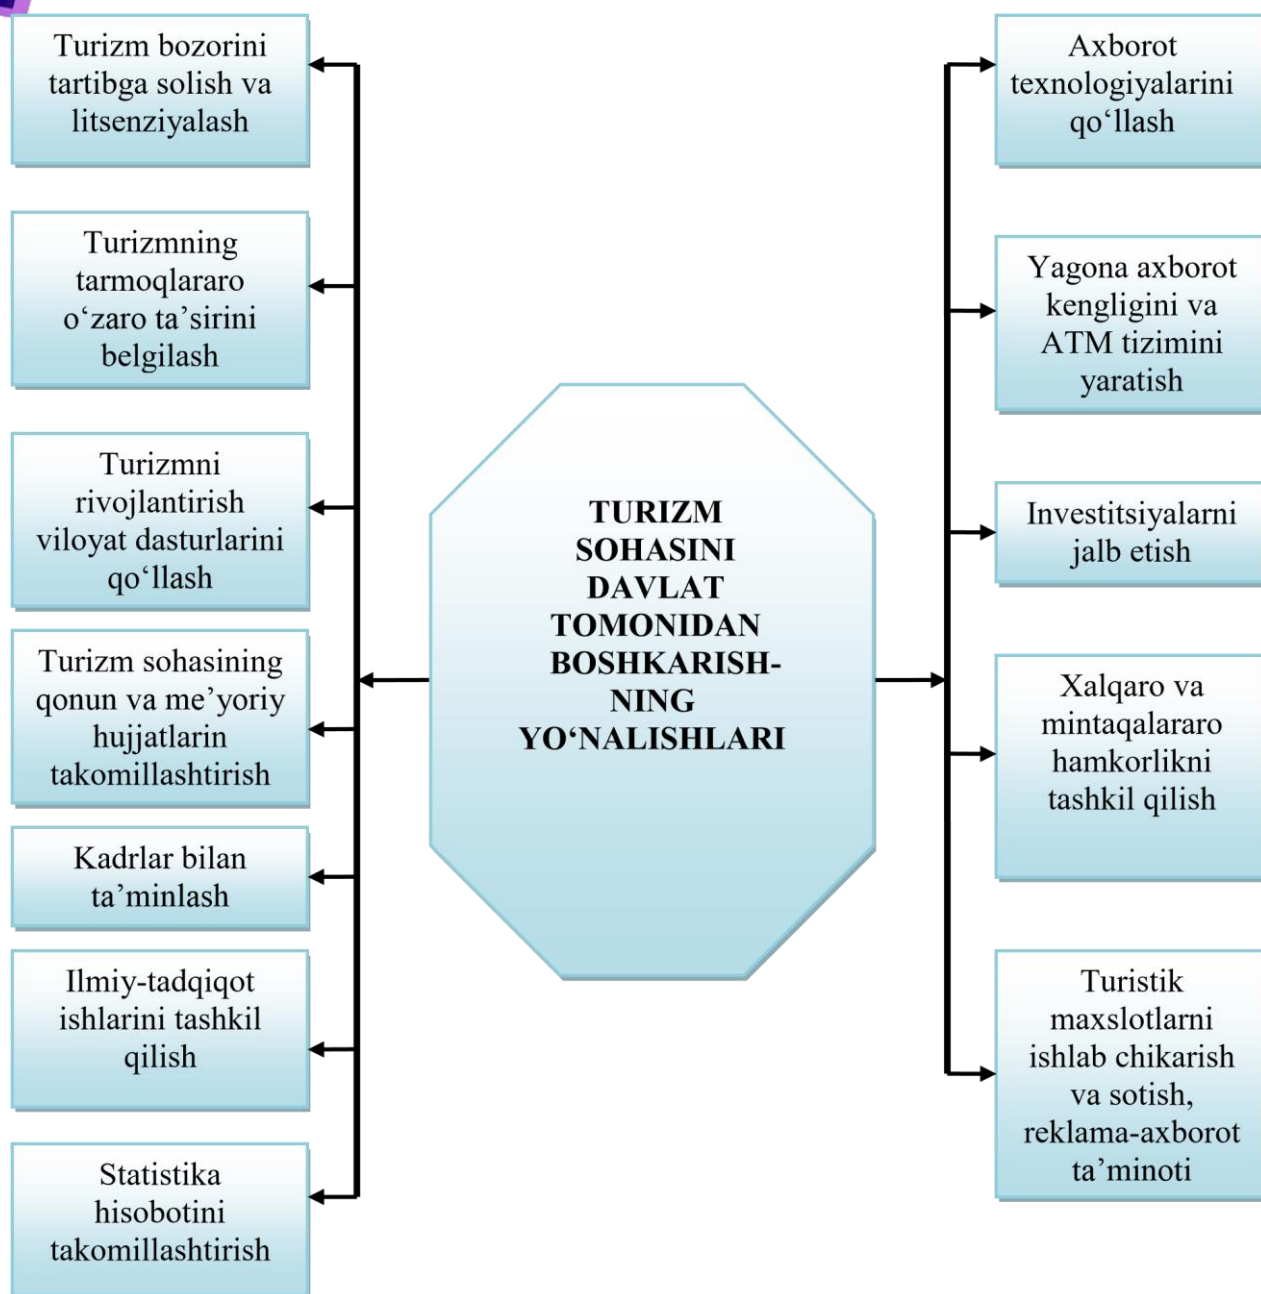 Turizm bozorini
tartibga solish va
litsenziyalash
Turizmning
tarmoqlararo
o‘zaro ta’sirini
belgilash
Turizmni
rivojlantirish
viloyat dasturlarini
qo‘llash
Turizm sohasining
qonun va me’yoriy
hujjatlarin
takomillashtirish
Kadrlar bilan
ta’minlash
Ilmiy-tadqiqot
ishlarini tashkil
qilish
Statistika
hisobotini
takomillashtirish
TURIZM
SOHASINI
DAVLAT
TOMONIDAN
BOSHKARISH-
NING
YO‘NALISHLARI
Axborot
texnologiyalarini
qo‘llash
Yagona axborot
kengligini va
ATM tizimini
yaratish
Investitsiyalarni
jalb etish
Xalqaro va
mintaqalararo
hamkorlikni
tashkil qilish
Turistik
maxslotlarni
ishlab chikarish
va sotish,
reklama-axborot
ta’minoti